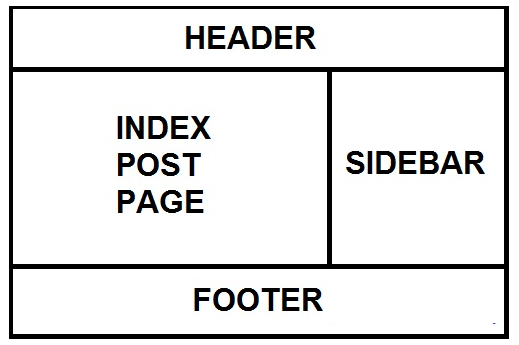 HEADER
INDEX
POST
PAGE
SIDEBAR
FOOTER